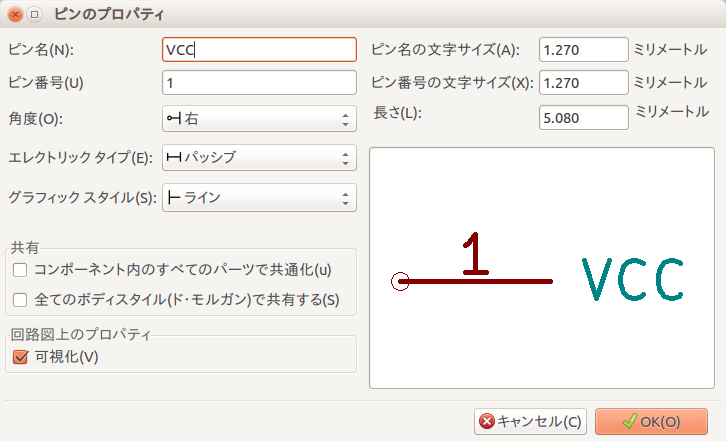 ピンのプロパティ
ピン名(N):
VCC
ピン名の文字サイズ(A):
1.270
ミリメートル
ピン番号(U)
1
ピン番号の文字サイズ(X):
1.270
ミリメートル
角度(O):
右
長さ(L):
5.080
ミリメートル
エレクトリック タイプ(E):
パッシブ
グラフィック スタイル(S):
ライン
共有
コンポーネント内のすべてのパーツで共通化(u)
全てのボディスタイル(ド・モルガン)で共有する(S)
回路図上のプロパティ
可視化(V)
1
VCC
キャンセル(C)
OK(O)